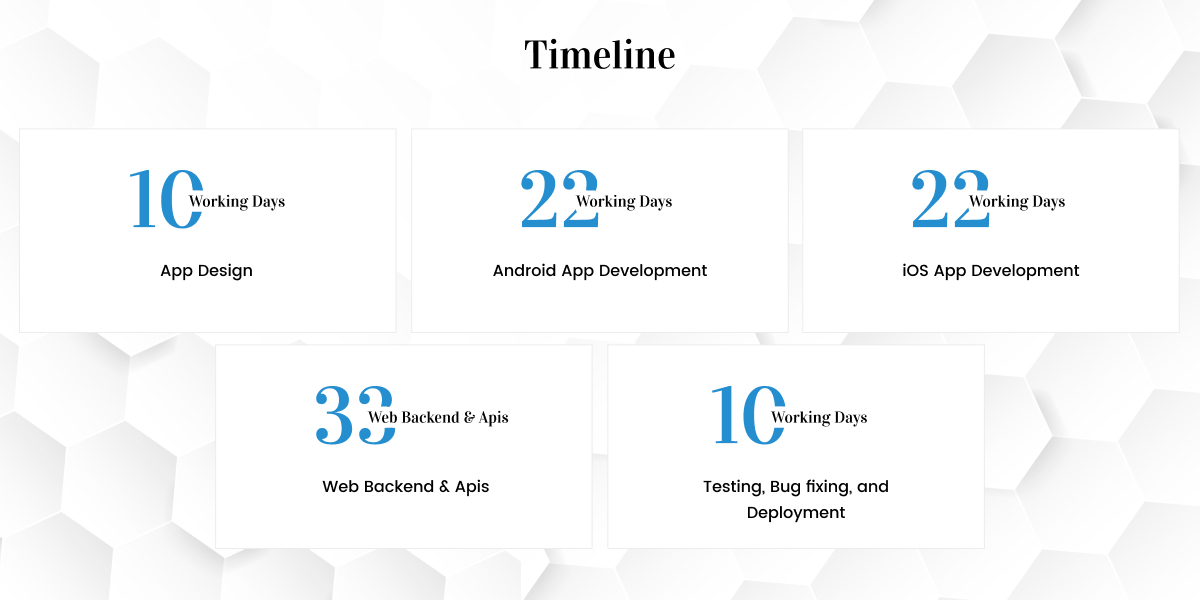 Timeline
10 Working Days
App Design
22 Working Days
Android App Development
22 Working Days
iOS App Development
33 Web Backend & Apis
Web Backend & Apis
10 Working Days
Testing, Bug fixing, and
Deployment